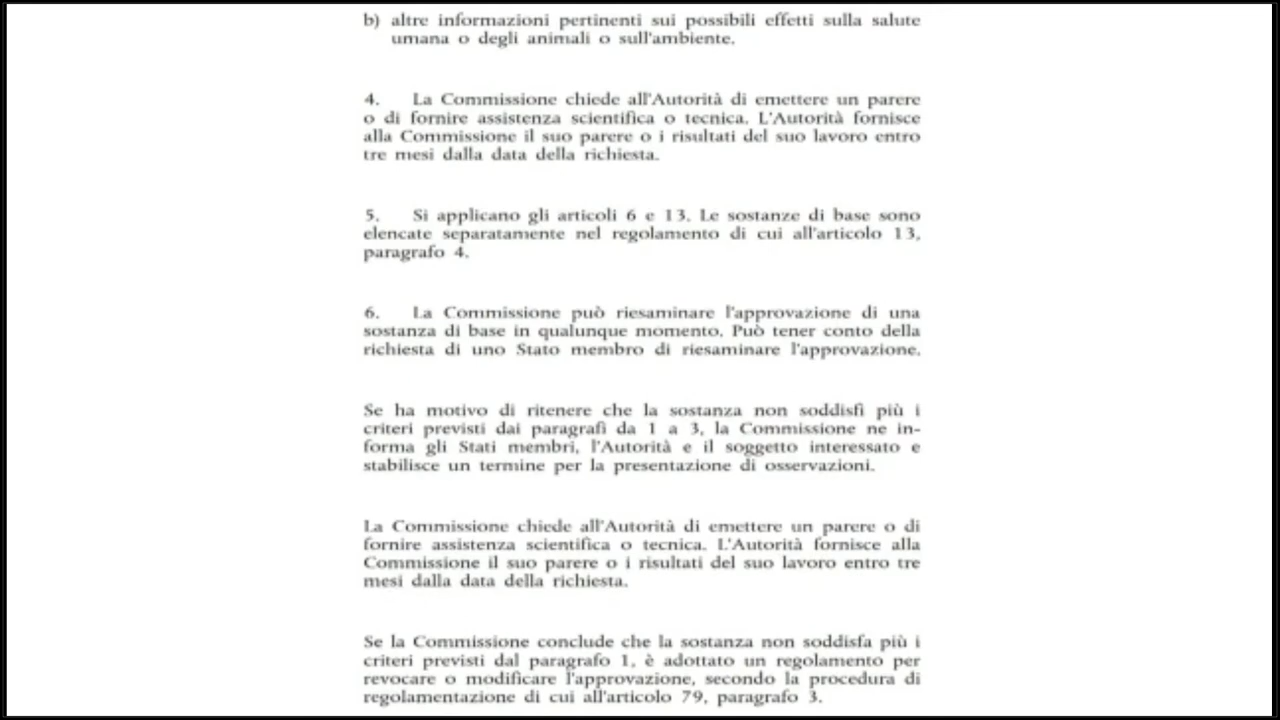 b) altre informazioni pertinenti sui possibili effetti sulla salute
umana o degli animali o sull'ambiente.
4. La Commissione chiede all'Autorità di emettere un parere
o di fornire assistenza scientifica o tecnica. L'Autorità fornisce
alla Commissione il suo parere o i risultati del suo lavoro entro
tre mesi dalla data della richiesta.
5. Si applicano gli articoli 6 e 13. Le sostanze di base sono
elencate separatamente nel regolamento di cui all'articolo 13,
paragrafo 4.
6. La Commissione può riesaminare l'approvazione di una
sostanza di base in qualunque momento. Può tener conto della
richiesta di uno Stato membro di riesaminare l'approvazione.
Se ha motivo di ritenere che la sostanza non soddisfi più i
criteri previsti dai paragrafi da 1 a 3, la Commissione ne in-
forma gli Stati membri, l'Autorità e il soggetto interessato e
stabilisce un termine per la presentazione di osservazioni.
La Commissione chiede all'Autorità di emettere un parere o di
fornire assistenza scientifica o tecnica. L'Autorità fornisce alla
Commissione il suo parere o i risultati del suo lavoro entro tre
mesi dalla data della richiesta.
Se la Commissione conclude che la sostanza non soddisfa più i
criteri previsti dal paragrafo 1, è adottato un regolamento per
revocare o modificare l'approvazione, secondo la procedura di
regolamentazione di cui all'articolo 79, paragrafo 3.